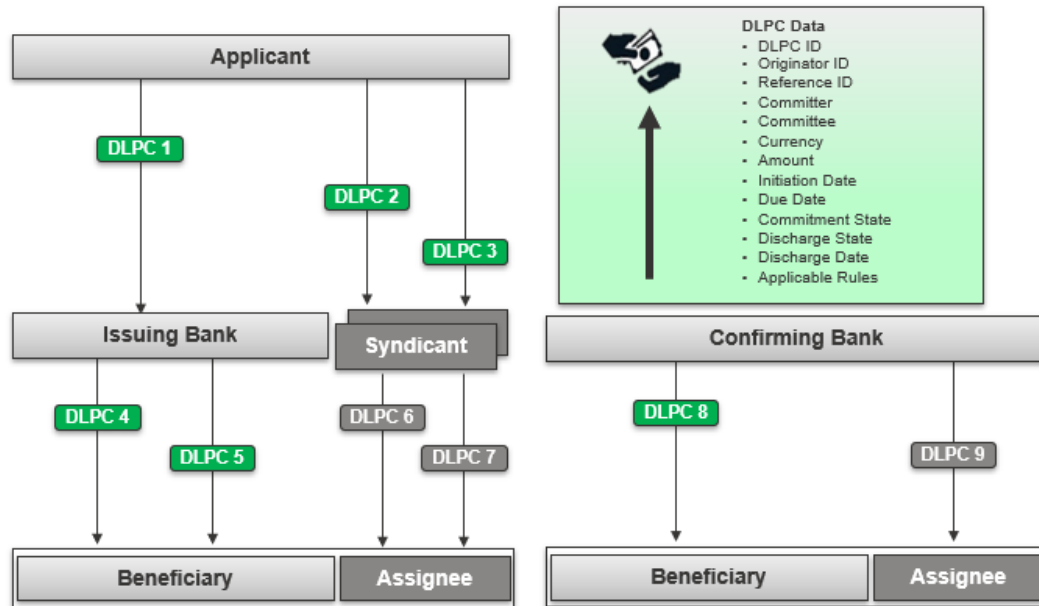 Applicant
DLPC 1
DLPC 2
DLPC 3
Issuing Bank
Syndicant
DLPC 4
DLPC 5
DLPC 6
DLPC 7
Beneficiary
Assignee
DLPC Data
• DLPC ID
• Originator ID
• Reference ID
• Committer
• Committee
• Currency
• Amount
• Initiation Date
• Due Date
• Commitment State
• Discharge State
• Discharge Date
• Applicable Rules
Confirming Bank
DLPC 8
DLPC 9
Beneficiary
Assignee